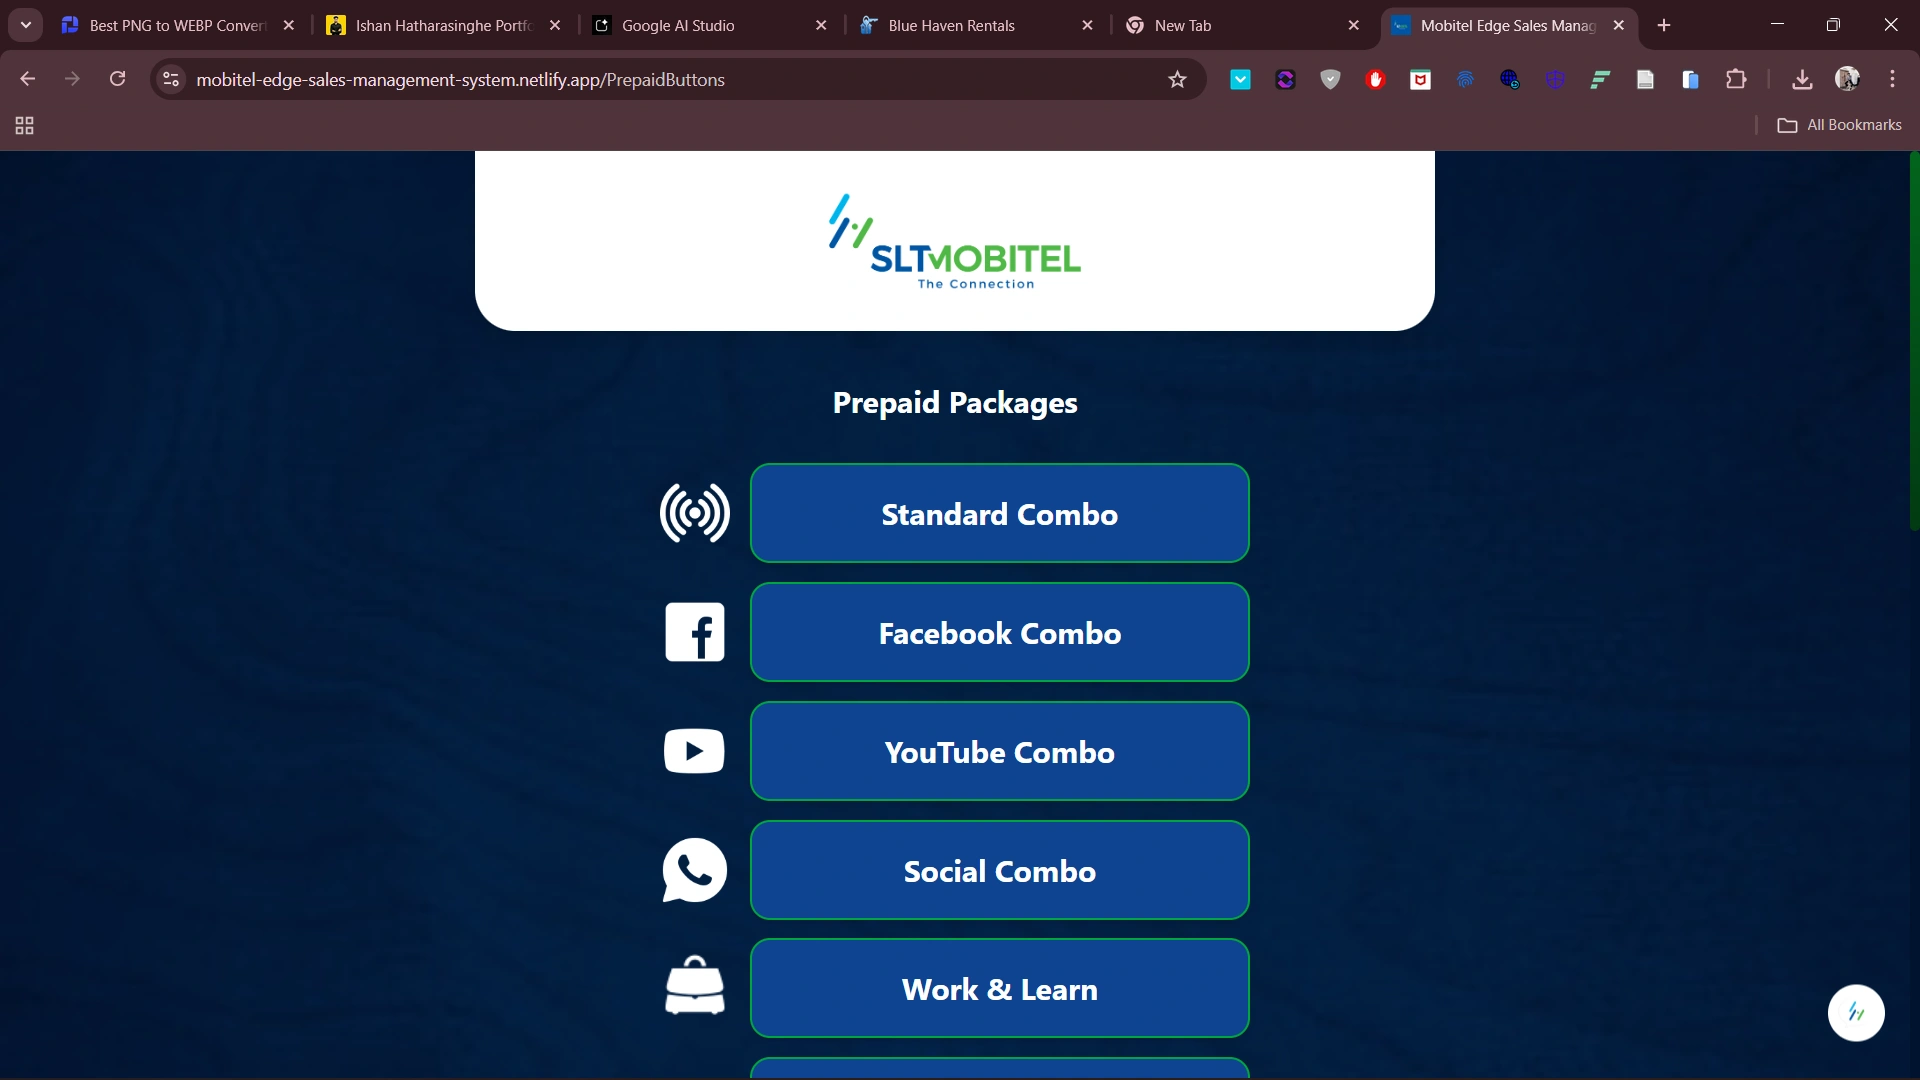 Best PNG to WEBP Convert
Ishan Hatharasinghe Portfo
Google AI Studio
Blue Haven Rentals
New Tab
Mobitel Edge Sales Manag
mobitel-edge-sales-management-system.netlify.app/PrepaidButtons
All Bookmarks
SLTMOBITEL
The Connection
Prepaid Packages
Standard Combo
Facebook Combo
YouTube Combo
Social Combo
Work & Learn